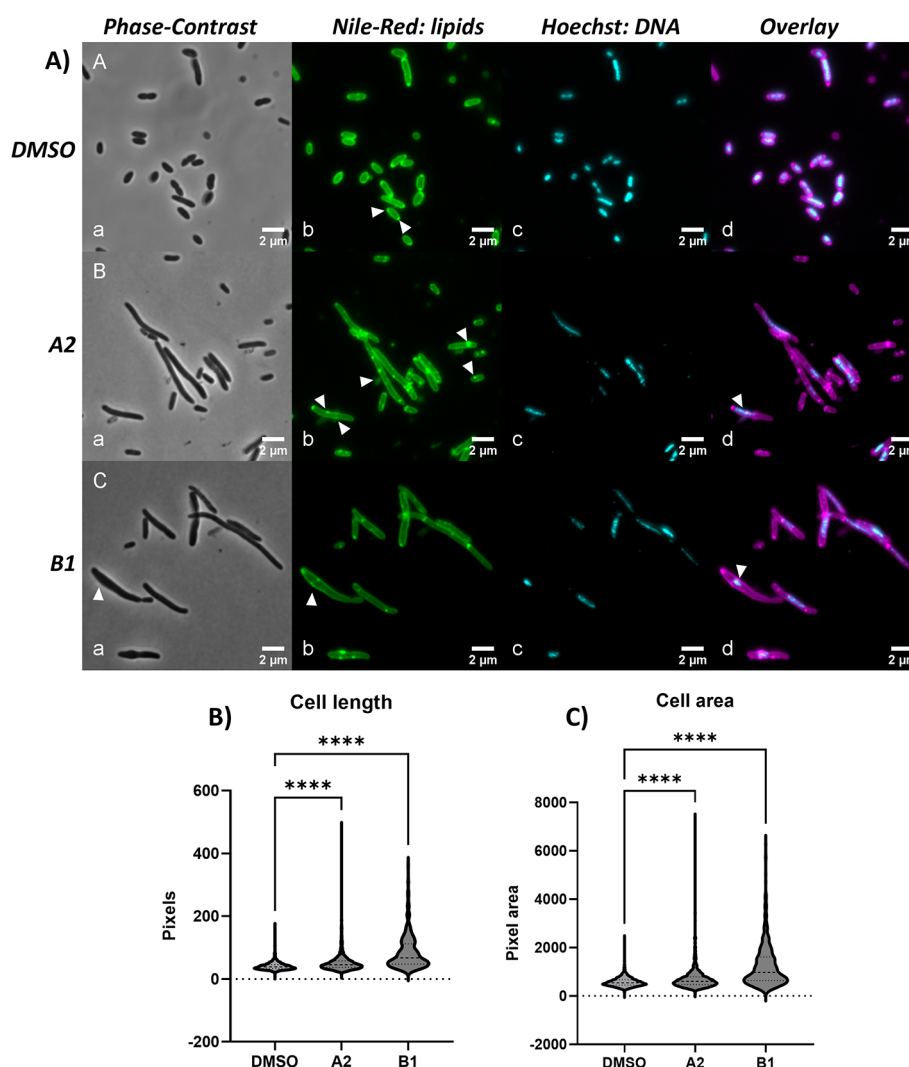 Phase-Contrast Nile-Red: lipids Hoechst: DNA Overlay
A)
A
DMSO
a b c d
2 µm 2 µm 2 µm 2 µm
B
A2
a b c d
2 µm 2 µm 2 µm 2 µm
C
B1
a b c d
2 µm 2 µm 2 µm 2 µm
B) Cell length
****
****
600
400
200
0
-200
Pixels
DMSO A2 B1
C) Cell area
****
****
8000
6000
4000
2000
0
-2000
Pixel area
DMSO A2 B1